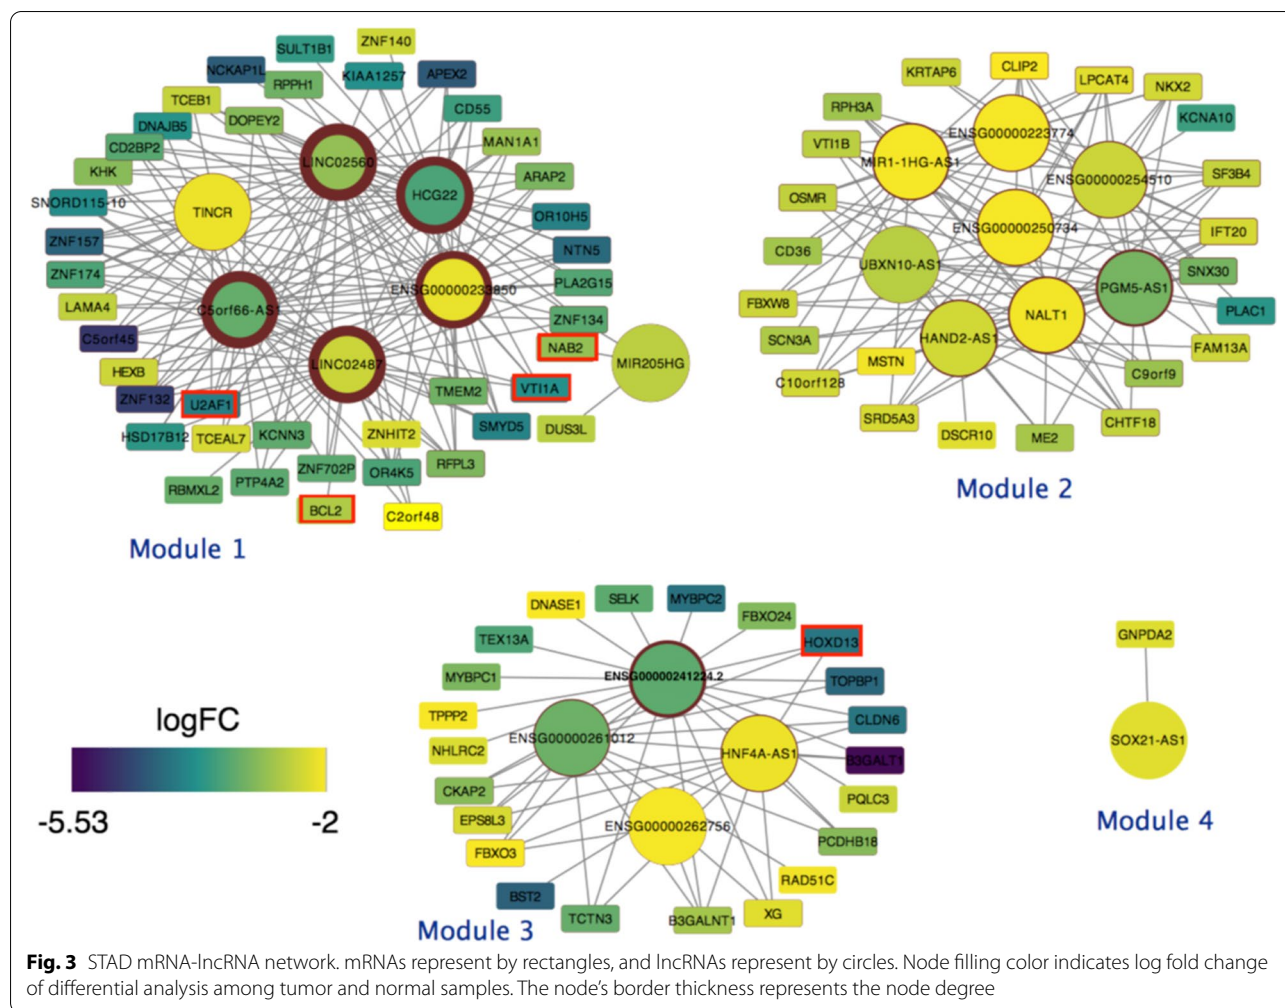 ZNF140
SULT1B1
NCKAP1L
KIAA1257
APEX2
RPPH1
TCEB1
CD55
DOPEY2
DNAJB5
MAN1A1
CD2BP2
LINC02560
KHK
ARAP2
HCG22
SNORD115-10
TINCR
OR10H5
ZNF157
NTN5
ZNF174
PLA2G15
ENSG00000233850
LAMA4
C5orf66-AS1
ZNF134
C5orf45
NAB2
LINC02487
MIR205HG
HEXB
VTI1A
TMEM2
ZNF132
U2AF1
SMYD5
DUS3L
HSD17B12
TCEAL7
KCNN3
ZNHIT2
RFPL3
ZNF702P
OR4K5
PTP4A2
RBMXL2
BCL2
C2orf48
Module 1
CLIP2
KRTAP6
LPCAT4
NKX2
RPH3A
KCNA10
ENSG00000223774
VTI1B
MIR1-1HG-AS1
SF3B4
ENSG00000254510
OSMR
ENSG00000250734
IFT20
CD36
UBXN10-AS1
SNX30
PGM5-AS1
FBXW8
PLAC1
NALT1
SCN3A
HAND2-AS1
FAM13A
MSTN
C9orf9
C10orf128
SRD5A3
CHTF18
DSCR10
ME2
Module 2
SELK
MYBPC2
DNASE1
FBXO24
TEX13A
HOXD13
MYBPC1
ENSG00000241224.2
TOPBP1
TPPP2
CLDN6
ENSG00000261012
NHLRC2
HNF4A-AS1
B3GALT1
CKAP2
PQLC3
EPS8L3
ENSG00000262756
FBXO3
PCDHB18
RAD51C
BST2
TCTN3
B3GALNT1
XG
Module 3
GNPDA2
SOX21-AS1
Module 4
logFC
-5.53
-2
Fig. 3 STAD mRNA-lncRNA network. mRNAs represent by rectangles, and lncRNAs represent by circles. Node filling color indicates log fold change
of differential analysis among tumor and normal samples. The node's border thickness represents the node degree